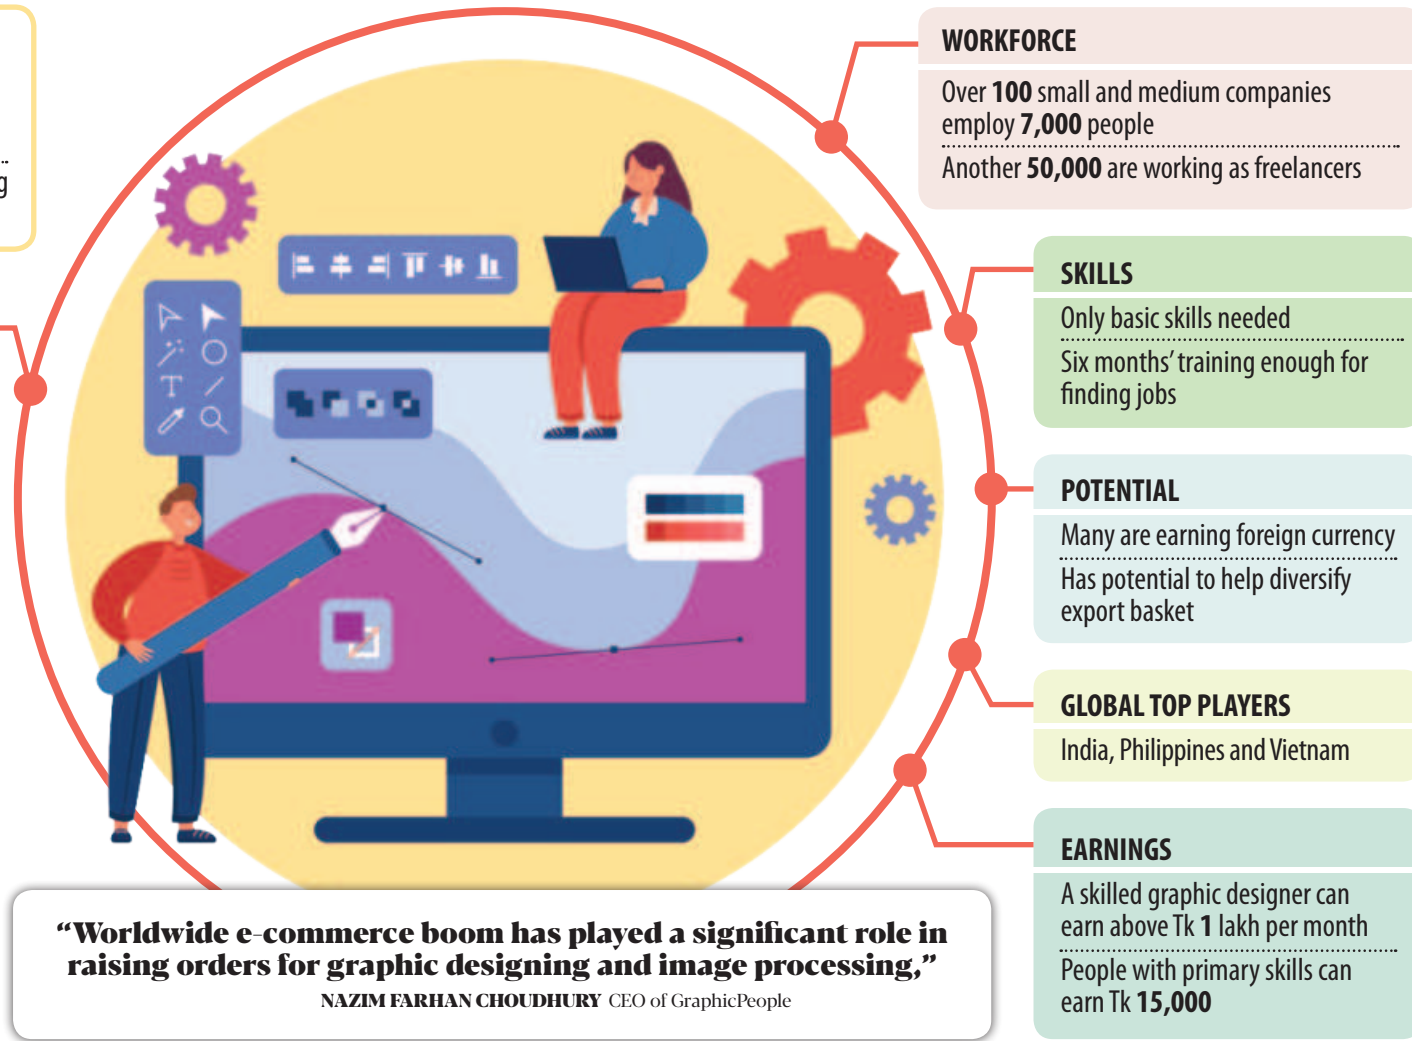 WORKFORCE
Over 100 small and medium companies
employ 7,000 people
Another 50,000 are working as freelancers
SKILLS
Only basic skills needed
Six months’ training enough for
finding jobs
POTENTIAL
Many are earning foreign currency
Has potential to help diversify
export basket
GLOBAL TOP PLAYERS
India, Philippines and Vietnam
EARNINGS
A skilled graphic designer can
earn above Tk 1 lakh per month
People with primary skills can
earn Tk 15,000
T
“Worldwide e-commerce boom has played a significant role in
raising orders for graphic designing and image processing,”
NAZIM FARHAN CHOUDHURY CEO of GraphicPeople